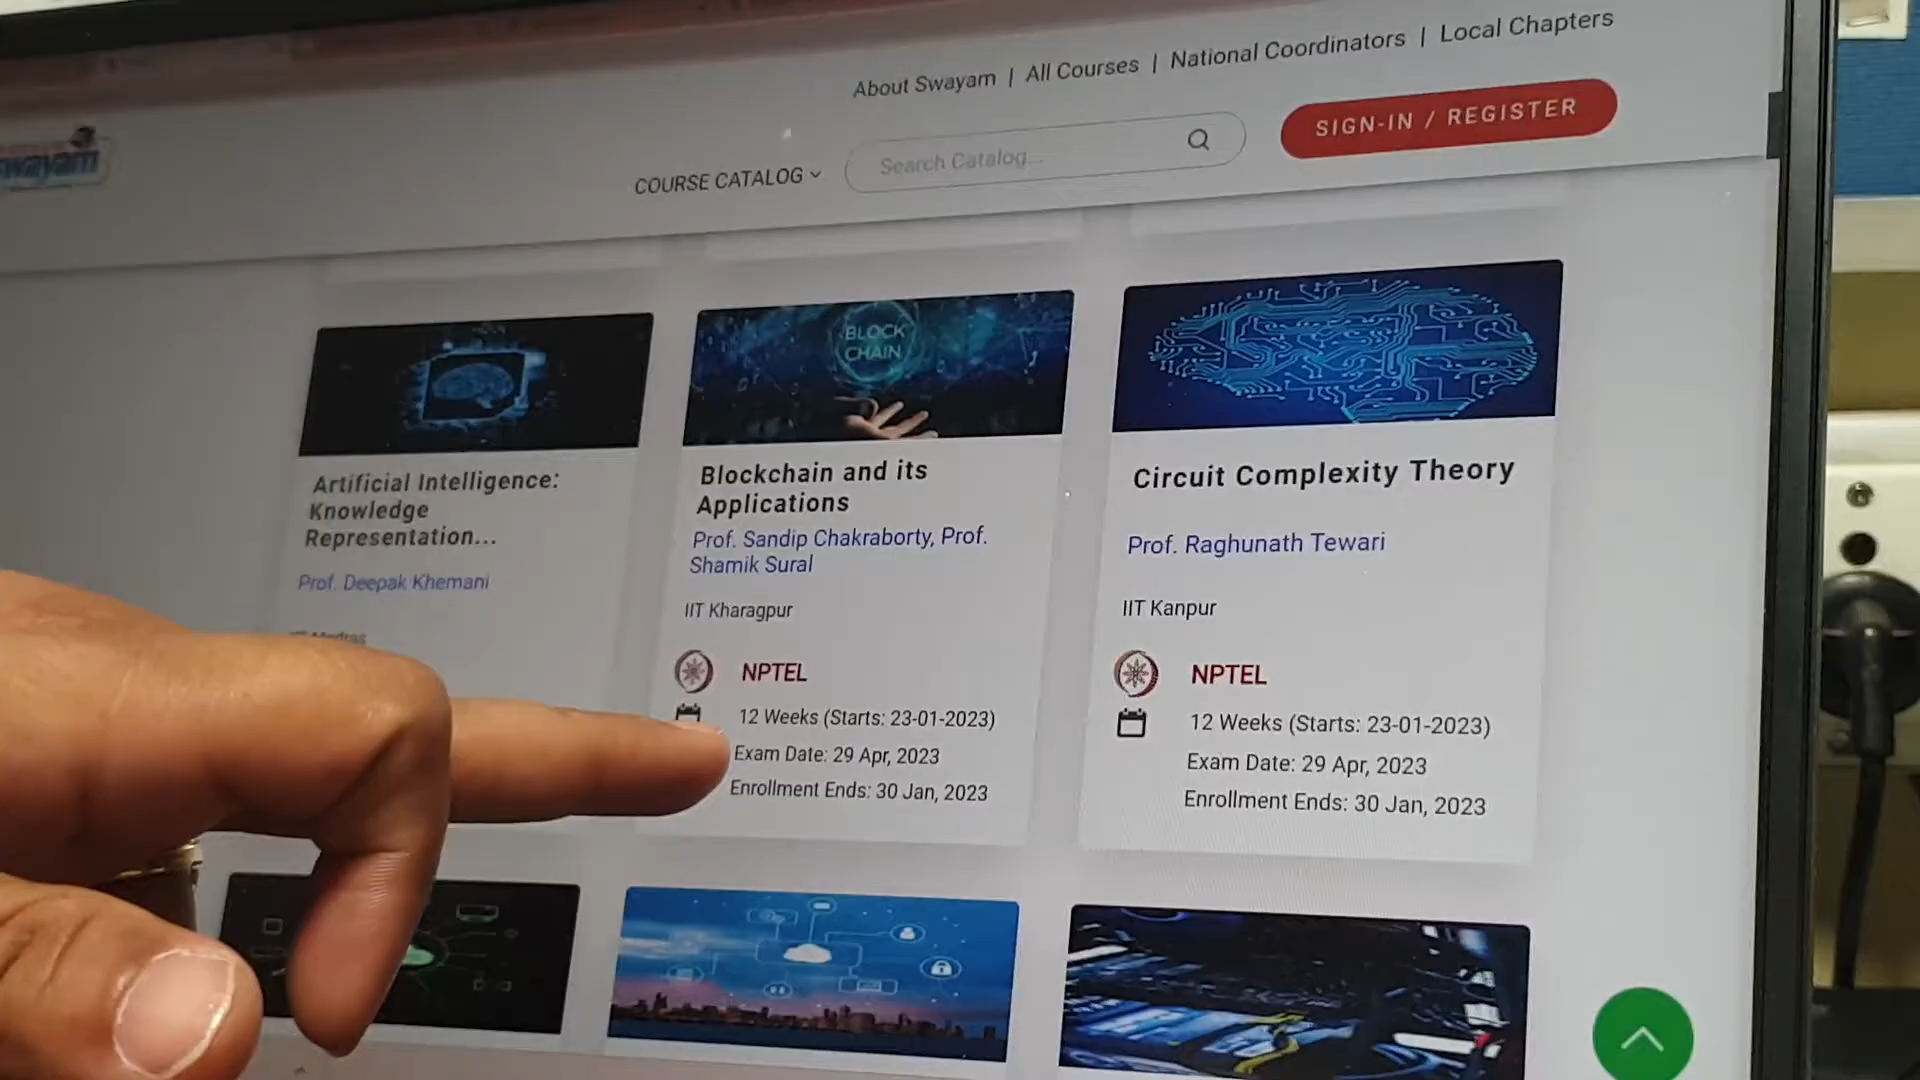 About Swayam | All Courses | National Coordinators | Local Chapters
swayam
COURSE CATALOG
Search Catalog...
SIGN-IN / REGISTER
BLOCK
CHAIN
Artificial Intelligence:
Knowledge
Representation...
Prof. Deepak Khemani
Madras
Blockchain and its
Applications
Prof. Sandip Chakraborty, Prof.
Shamik Sural
IIT Kharagpur
NPTEL
12 Weeks (Starts: 23-01-2023)
Exam Date: 29 Apr, 2023
Enrollment Ends: 30 Jan, 2023
Circuit Complexity Theory
Prof. Raghunath Tewari
IIT Kanpur
NPTEL
12 Weeks (Starts: 23-01-2023)
Exam Date: 29 Apr, 2023
Enrollment Ends: 30 Jan, 2023